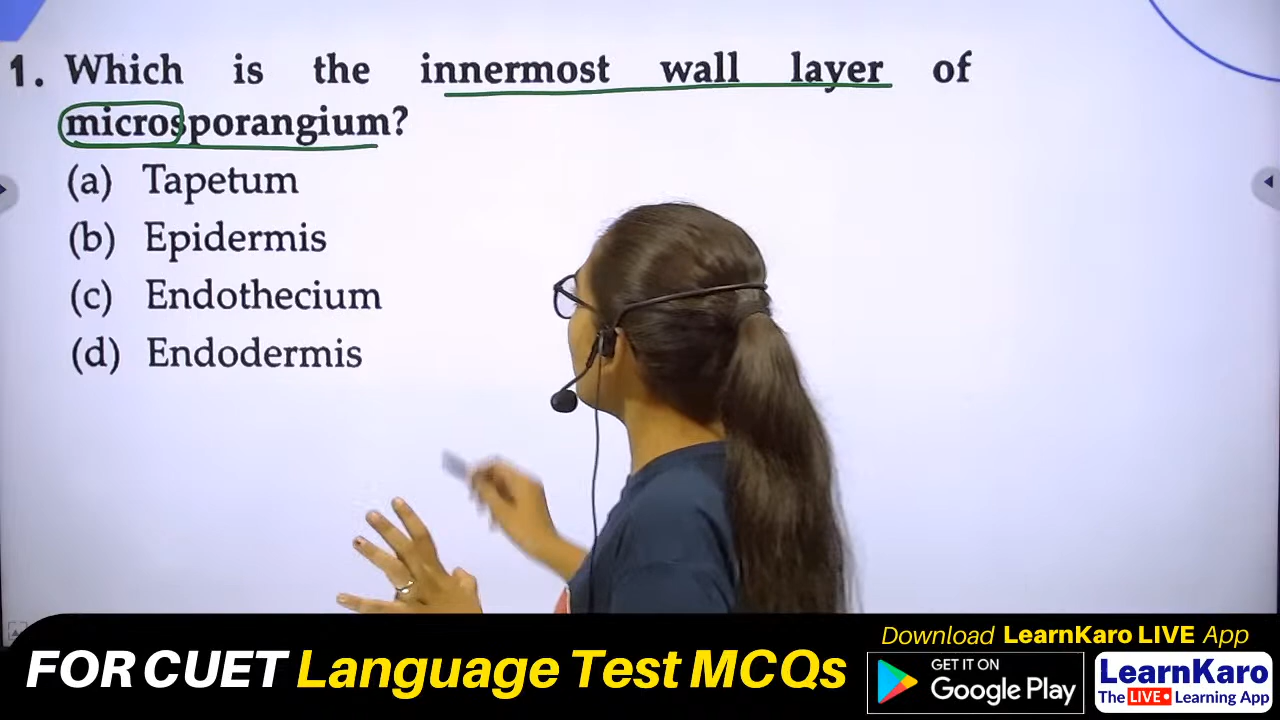 1. Which is the innermost wall layer of
microsporangium?
(a) Tapetum
(b) Epidermis
(c) Endothecium
(d) Endodermis
FOR CUET Language Test MCQs
Download LearnKaro LIVE App
GET IT ON
Google Play
LearnKaro
The LIVE Learning App